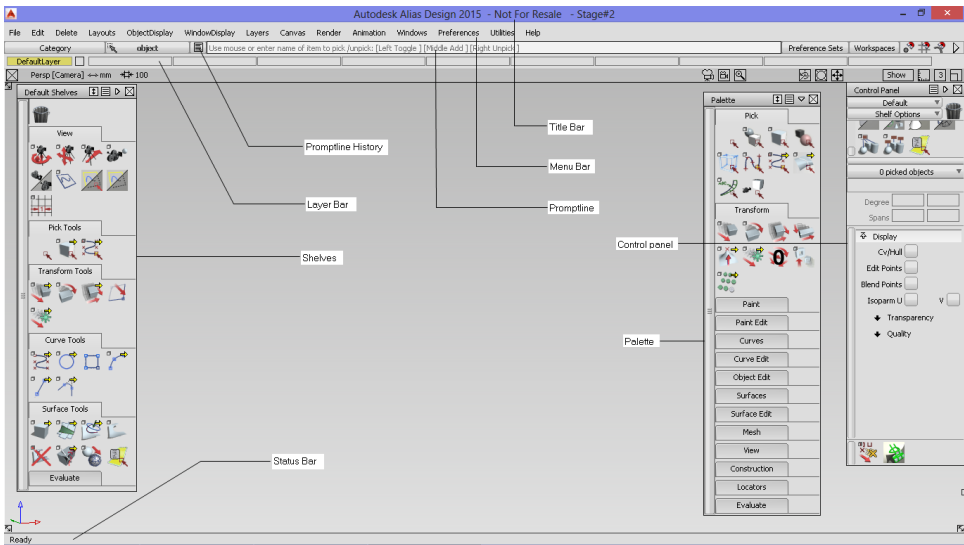 Autodesk Alias Design 2015 - Not For Resale - Stage#2
File Edit Delete Layouts ObjectDisplay WindowDisplay Layers Canvas Render Animation Windows Preferences Utilities Help
Category object Use mouse or enter name of item to pick /unpick: [Left Toggle ] [Middle Add ] [Right Unpick ] Preference Sets Workspaces
DefaultLayer
Persp [Camera] mm 100 Show 3
Default Shelves
View
Pick Tools
Transform Tools
Curve Tools
Surface Tools
Evaluate
Promptline History
Layer Bar
Shelves
Status Bar
Title Bar
Menu Bar
Promptline
Control panel
Palette
Palette
Pick
Transform
0
Paint
Paint Edit
Curves
Curve Edit
Object Edit
Surfaces
Surface Edit
Mesh
View
Construction
Locators
Evaluate
Control Panel
Default
Shelf Options
0 picked objects
Degree
Spans
Display
Cv/Hull
Edit Points
Blend Points
Isoparm U V
Transparency
Quality
Ready